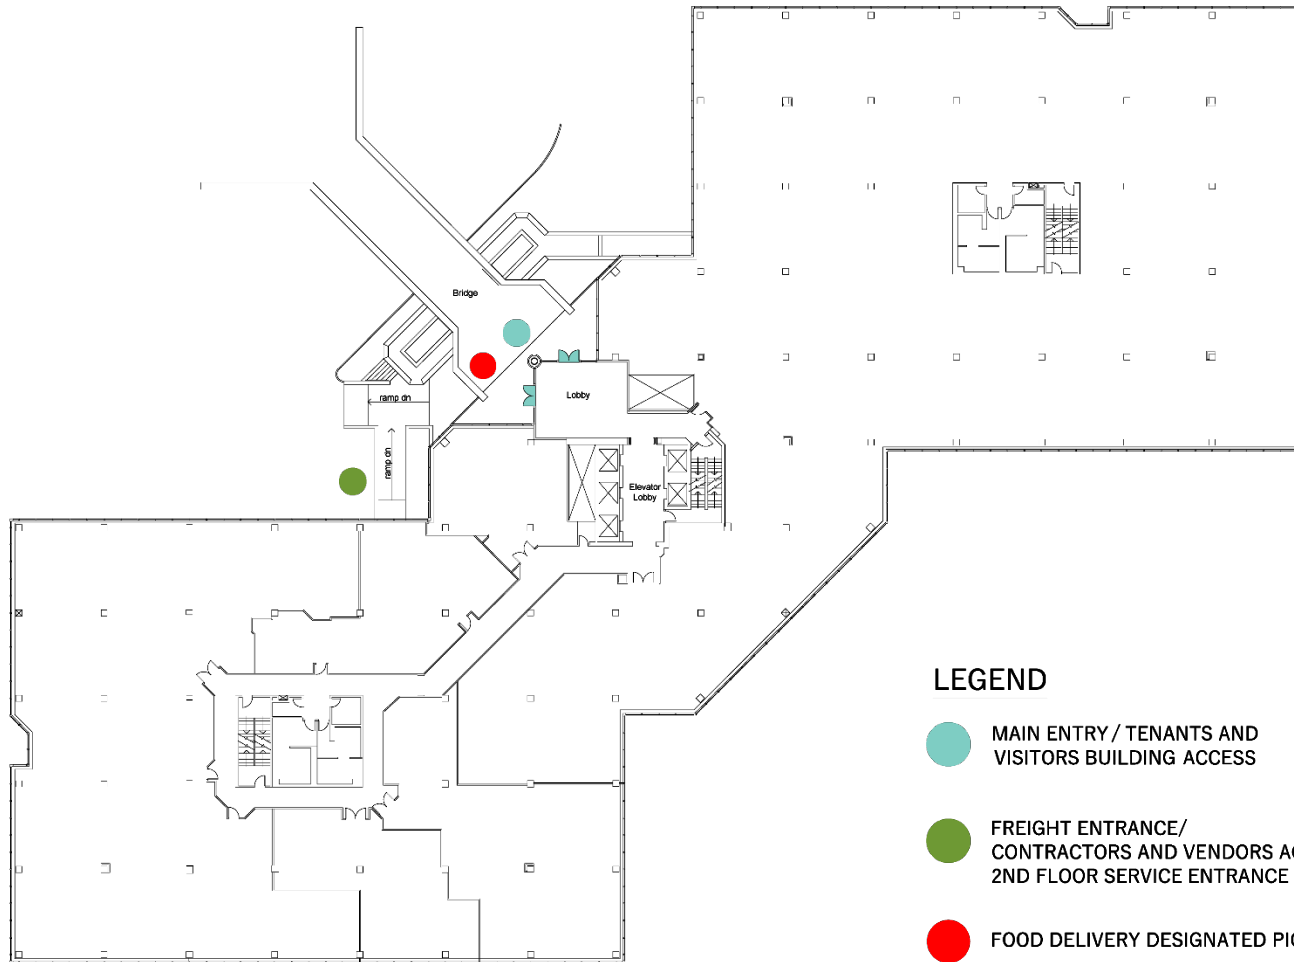 Bridge
Lobby
ramp dn
ramp dn
Elevator
Lobby
LEGEND
MAIN ENTRY / TENANTS AND
VISITORS BUILDING ACCESS
FREIGHT ENTRANCE/
CONTRACTORS AND VENDORS
2ND FLOOR SERVICE ENTRANCE
FOOD DELIVERY DESIGNATED